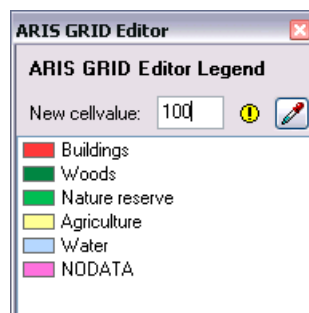 ARIS GRID Editor
ARIS GRID Editor Legend
New cellvalue: 100
Buildings
Woods
Nature reserve
Agriculture
Water
NODATA